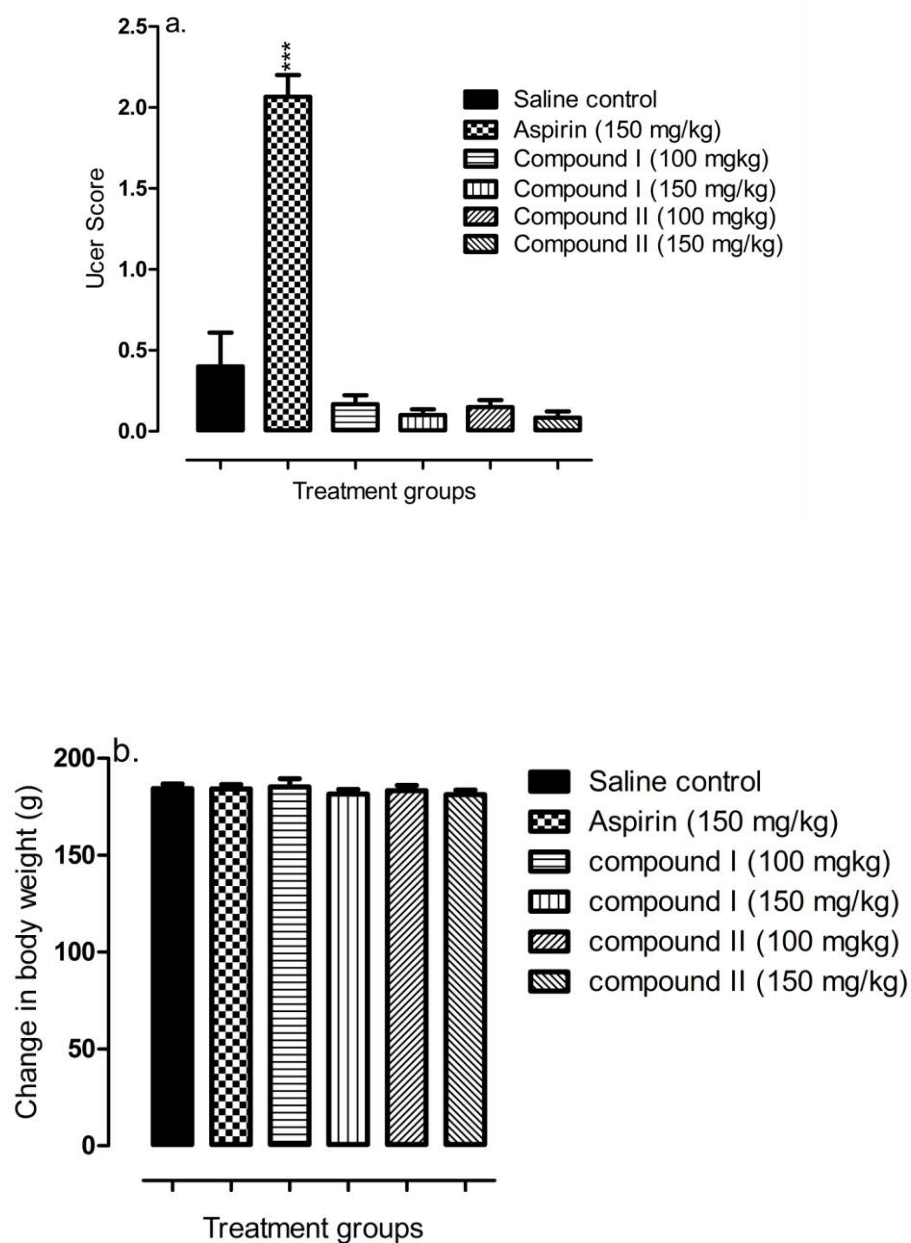 a.
2.5
2.0
1.5
1.0
0.5
0.0
Ucer Score
***
Saline control
Aspirin (150 mg/kg)
Compound I (100 mgkg)
Compound I (150 mg/kg)
Compound II (100 mgkg)
Compound II (150 mg/kg)
Treatment groups
b.
200
150
100
50
0
Change in body weight (g)
Saline control
Aspirin (150 mg/kg)
compound I (100 mgkg)
compound I (150 mg/kg)
compound II (100 mgkg)
compound II (150 mg/kg)
Treatment groups